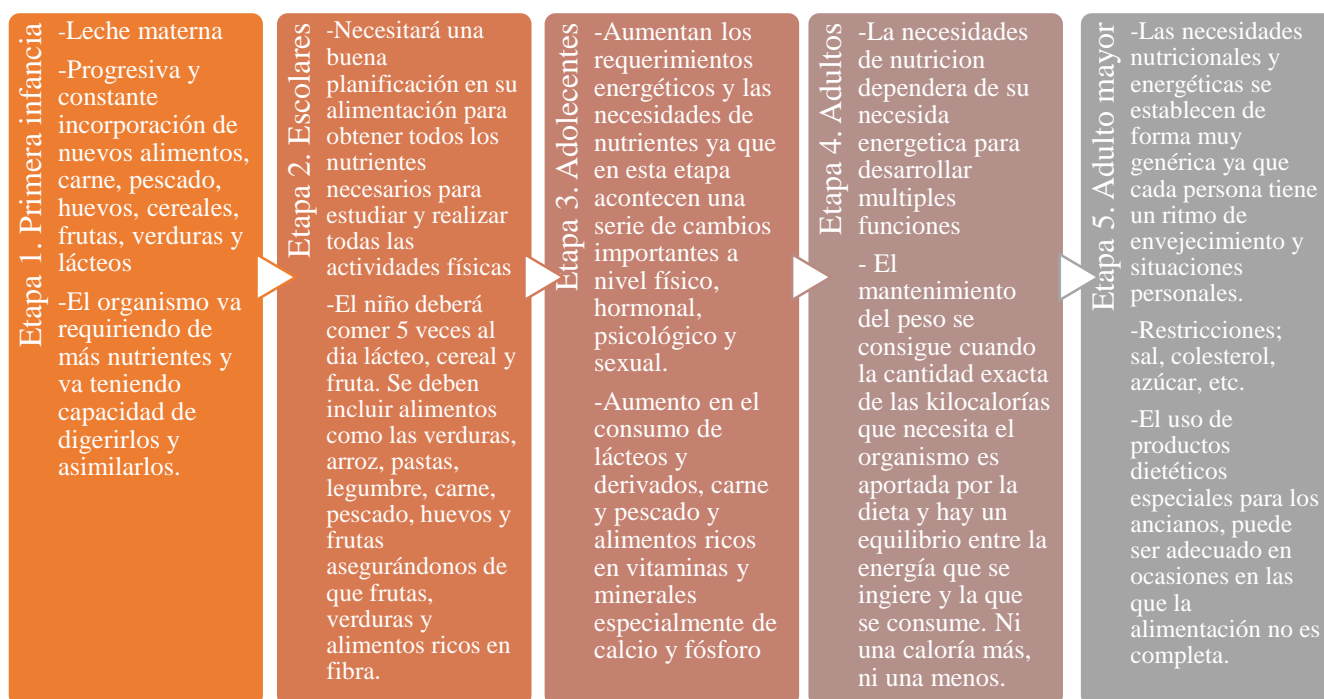 Etapa 1. Primera infancia
-Leche materna
-Progresiva y
constante
incorporación de
nuevos alimentos,
carne, pescado,
huevos, cereales,
frutas, verduras y
lácteos
-El organismo va
requiriendo de
más nutrientes y
va teniendo
capacidad de
digerirlos y
asimilarlos.
Etapa 2. Escolares
-Necesitará una
buena
planificación en su
alimentación para
obtener todos los
nutrientes
necesarios para
estudiar y realizar
todas las
actividades físicas
-El niño deberá
comer 5 veces al
dia lácteo, cereal y
fruta. Se deben
incluir alimentos
como las verduras,
arroz, pastas,
legumbre, carne,
pescado, huevos y
frutas
asegurándonos de
que frutas,
verduras y
alimentos ricos en
fibra.
Etapa 3. Adolecentes
-Aumentan los
requerimientos
energéticos y las
necesidades de
nutrientes ya que
en esta etapa
acontecen una
serie de cambios
importantes a
nivel físico,
hormonal,
psicológico y
sexual.
-Aumento en el
consumo de
lácteos y
derivados, carne
y pescado y
alimentos ricos
en vitaminas y
minerales
especialmente de
calcio y fósforo
Etapa 4. Adultos
-La necesidades
de nutricion
dependera de su
necesida
energetica para
desarrollar
multiples
funciones
- El
mantenimiento
del peso se
consigue cuando
la cantidad exacta
de las kilocalorías
que necesita el
organismo es
aportada por la
dieta y hay un
equilibrio entre la
energía que se
ingiere y la que
se consume. Ni
una caloría más,
ni una menos.
Etapa 5. Adulto mayor
-Las necesidades
nutricionales y
energéticas se
establecen de
forma muy
genérica ya que
cada persona tiene
un ritmo de
envejecimiento y
situaciones
personales.
-Restricciones;
sal, colesterol,
azúcar, etc.
-El uso de
productos
dietéticos
especiales para los
ancianos, puede
ser adecuado en
ocasiones en las
que la
alimentación no es
completa.